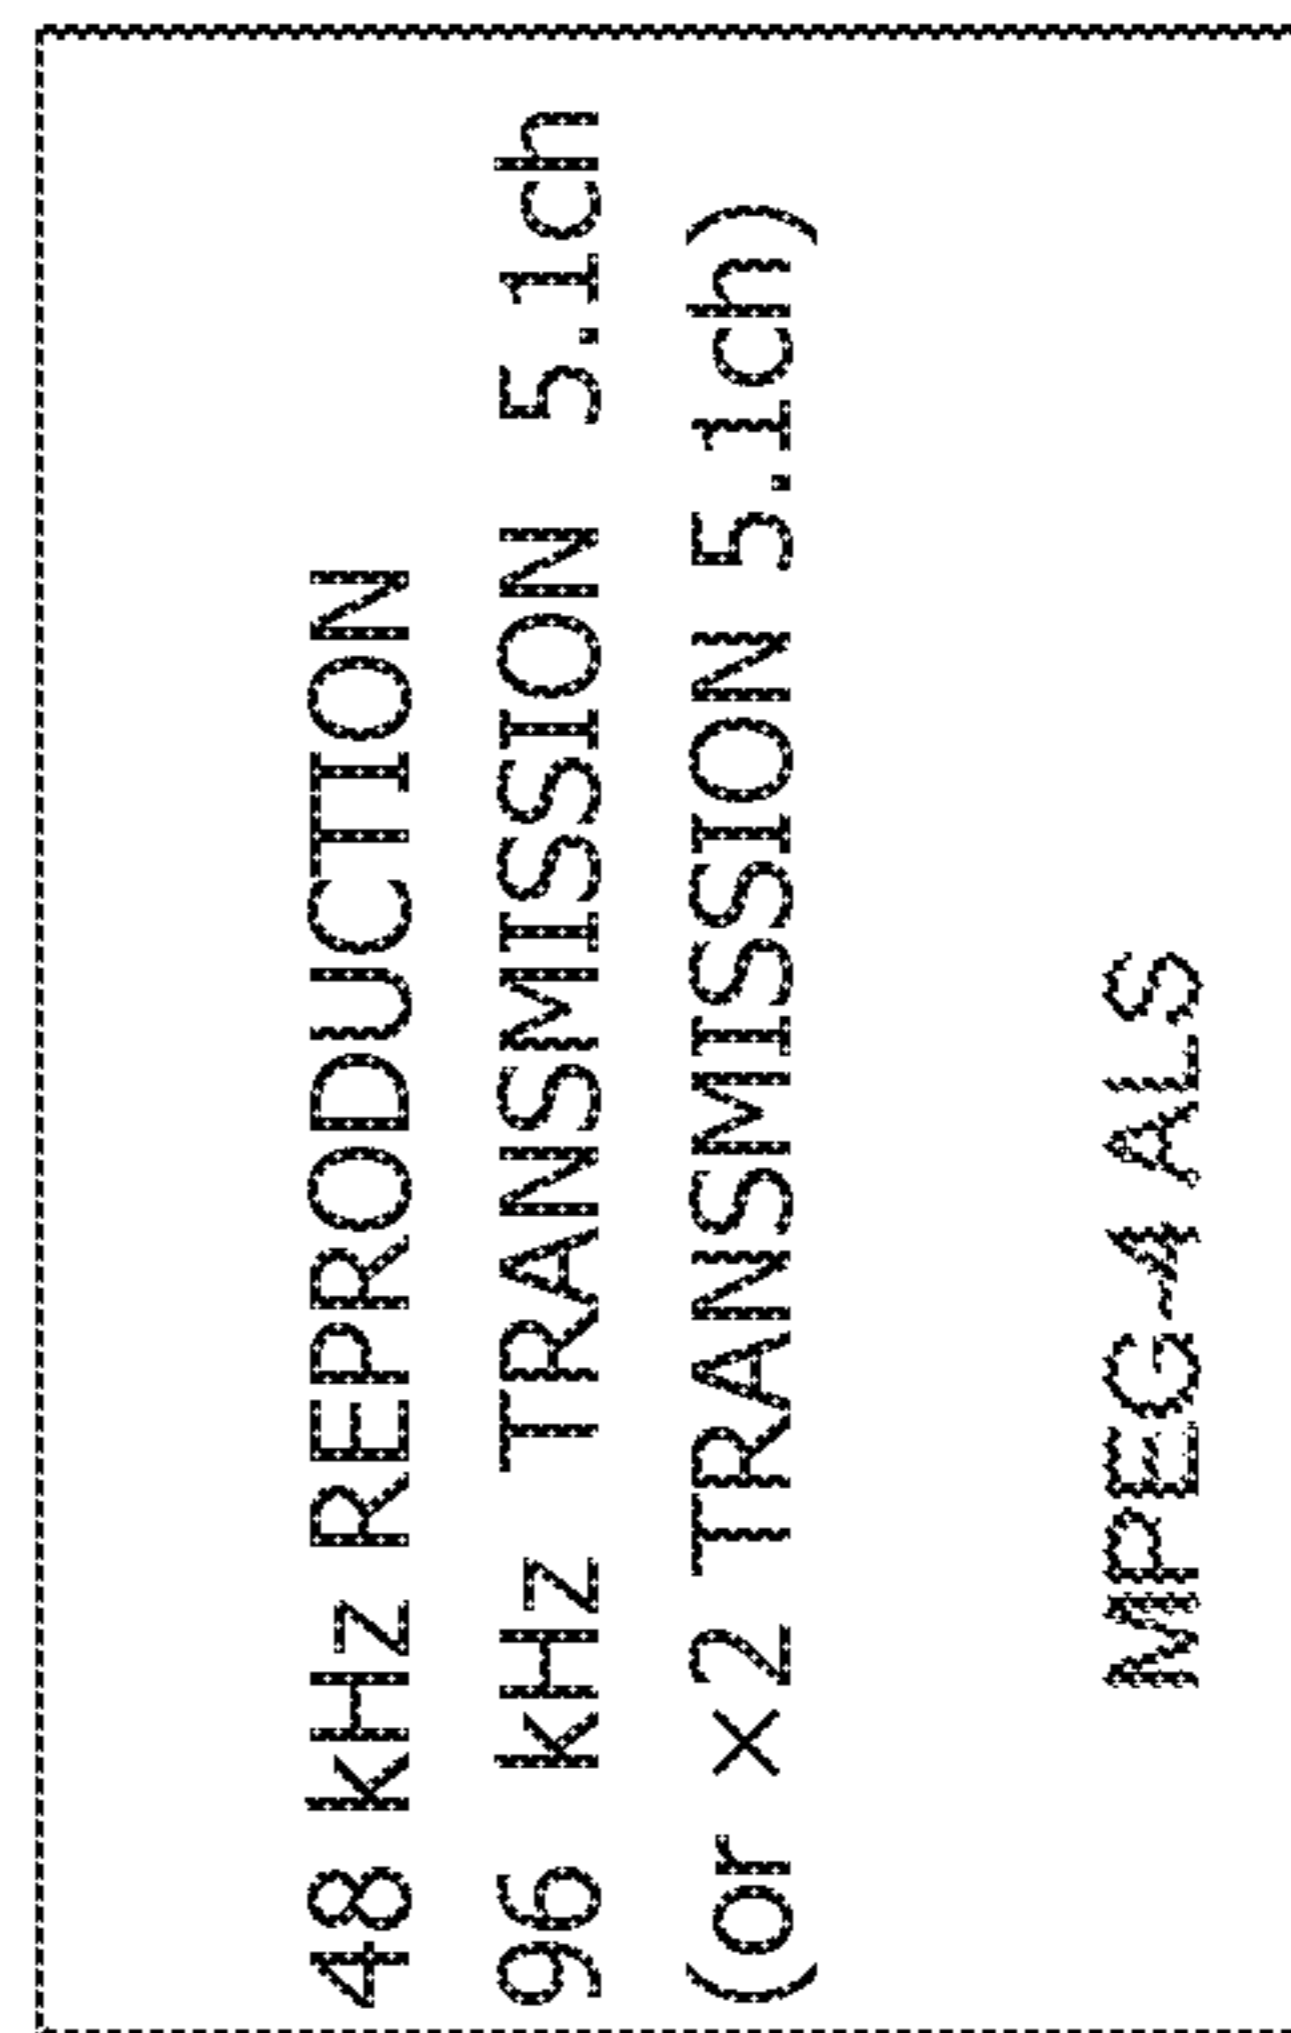 48 kHz REPRODUCTION
96 kHz TRANSMISSION 5.1ch
(or ×2 TRANSMISSION 5.1ch)
MPEG-4 ALS